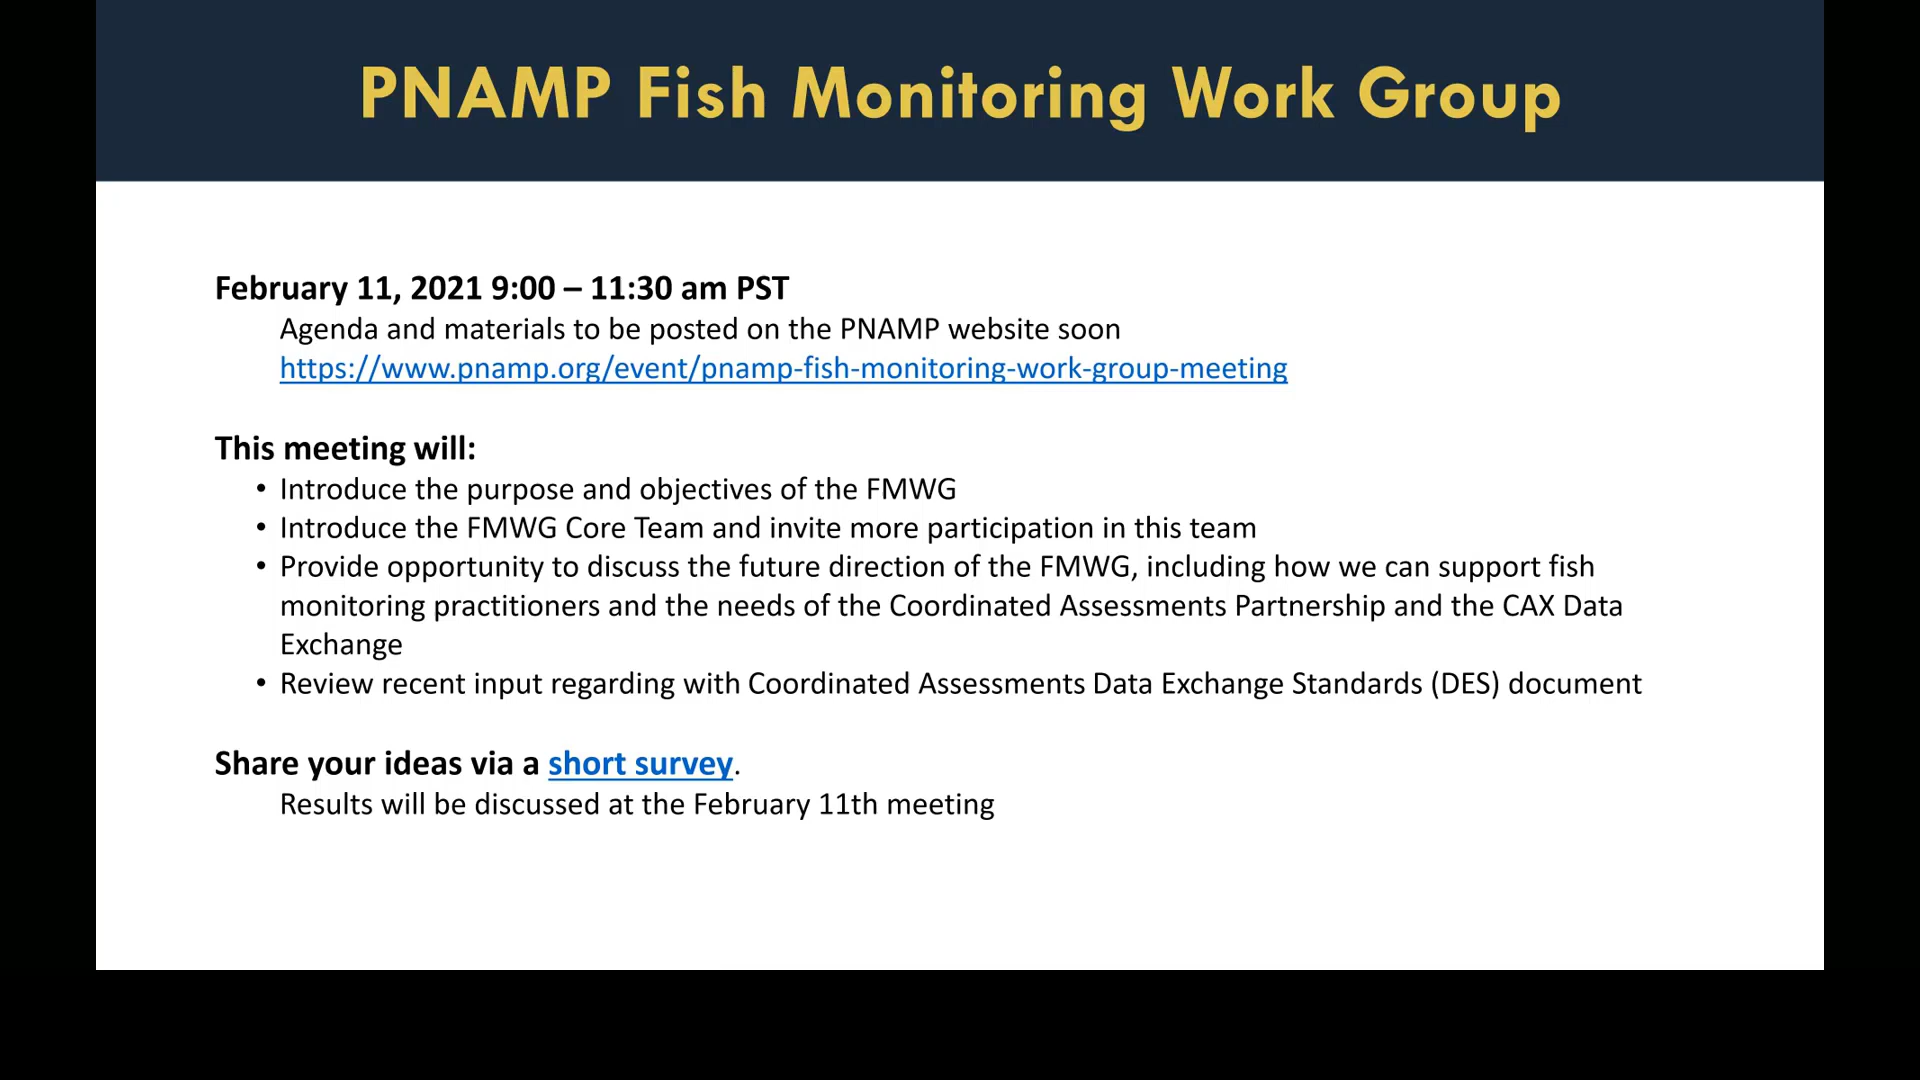 PNAMP Fish Monitoring Work Group
February 11, 2021 9:00 – 11:30 am PST
Agenda and materials to be posted on the PNAMP website soon
https://www.pnamp.org/event/pnamp-fish-monitoring-work-group-meeting
This meeting will:
• Introduce the purpose and objectives of the FMWG
• Introduce the FMWG Core Team and invite more participation in this team
• Provide opportunity to discuss the future direction of the FMWG, including how we can support fish
monitoring practitioners and the needs of the Coordinated Assessments Partnership and the CAX Data
Exchange
• Review recent input regarding with Coordinated Assessments Data Exchange Standards (DES) document
Share your ideas via a short survey.
Results will be discussed at the February 11th meeting